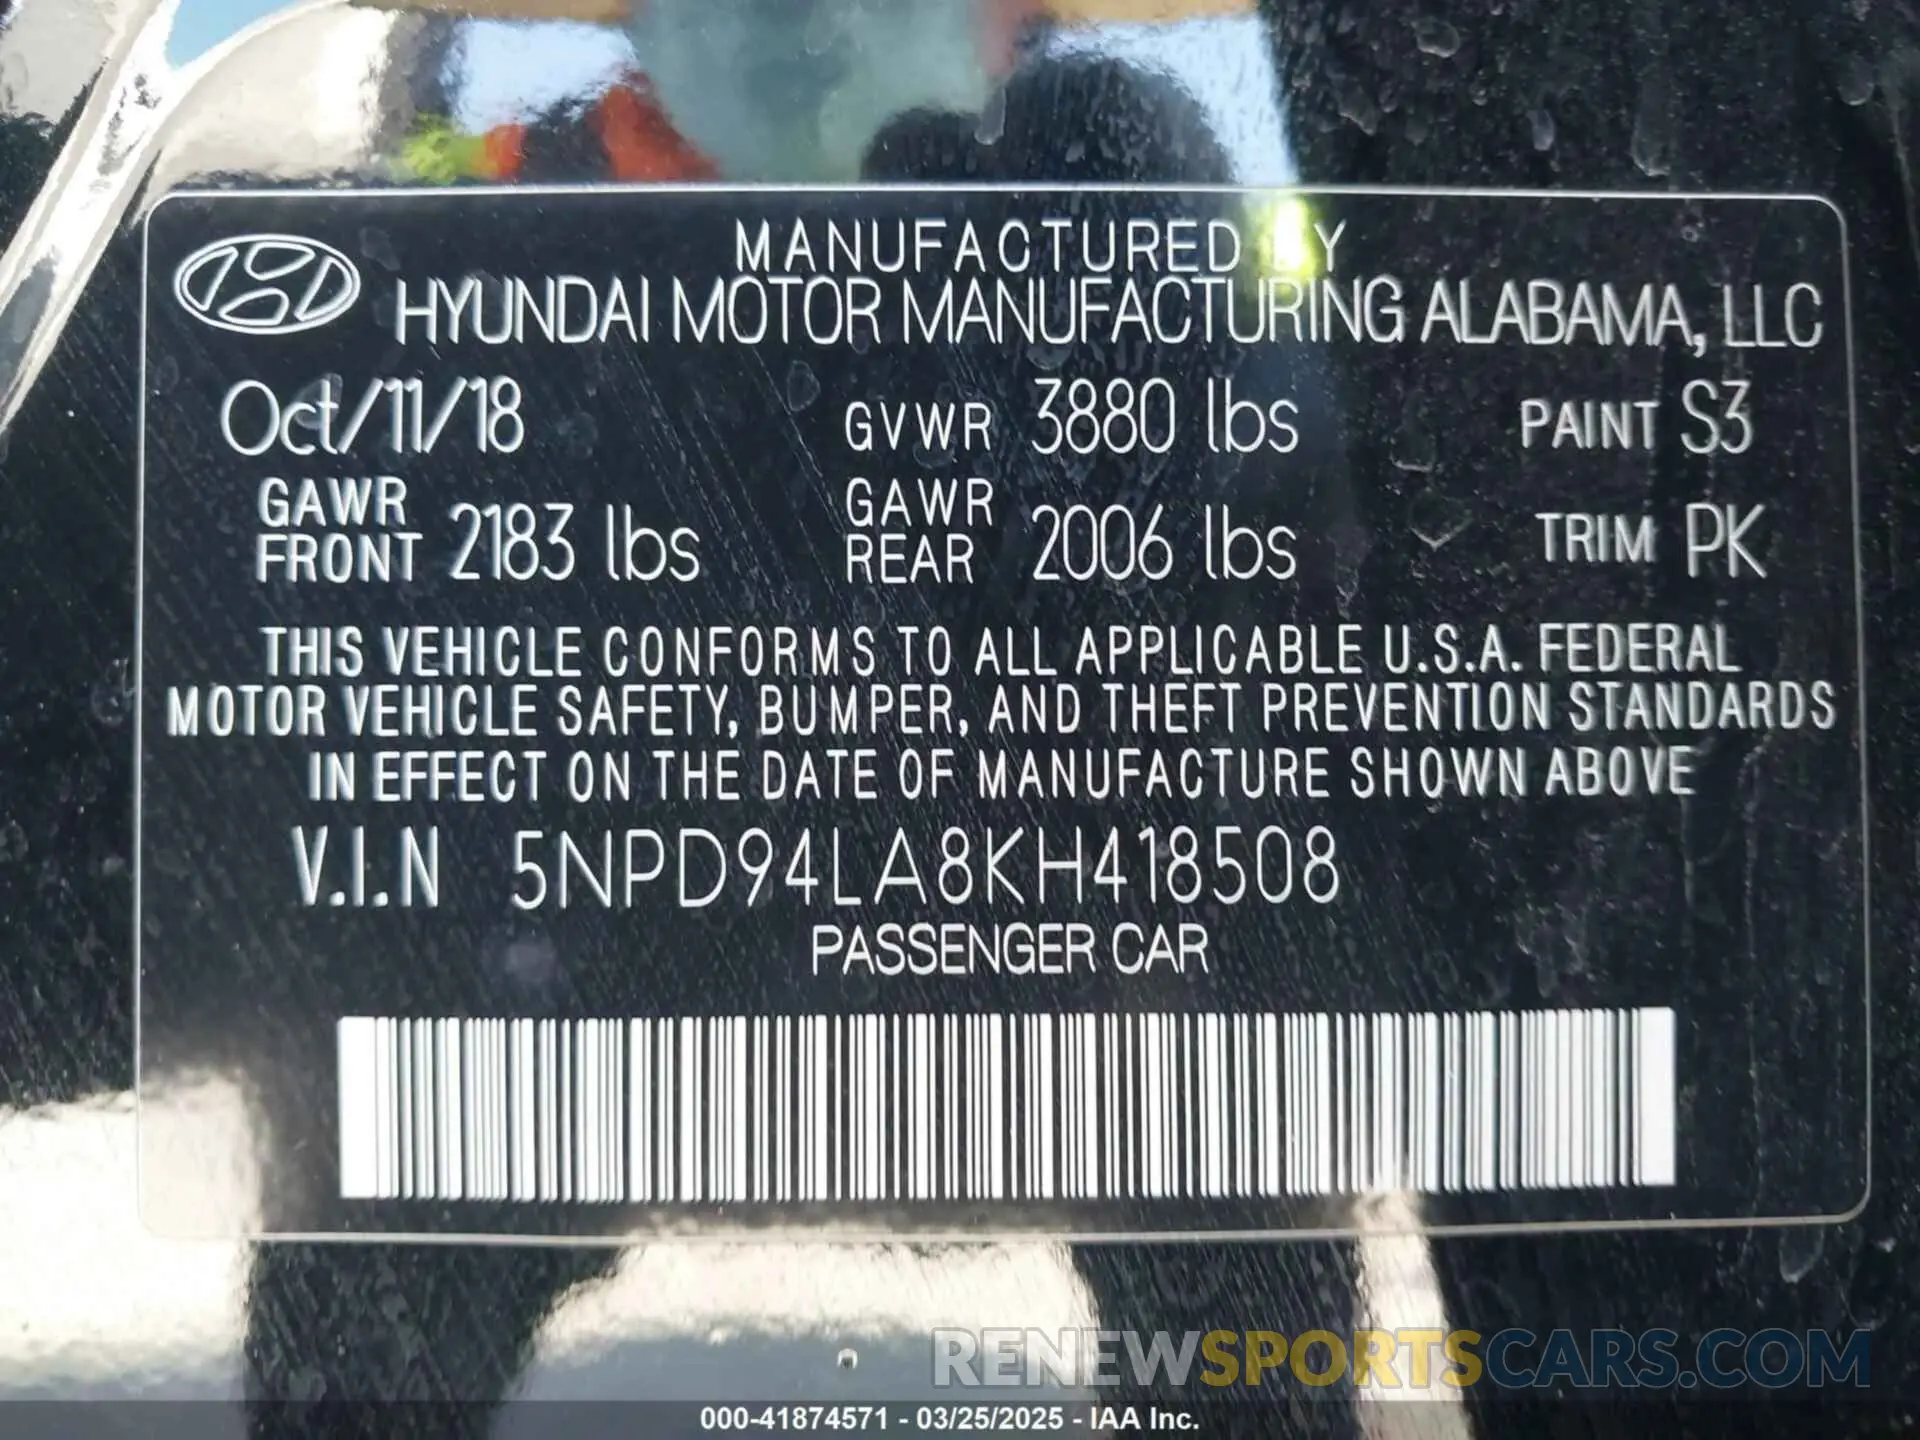 MANUFACTURED BY
HYUNDAI MOTOR MANUFACTURING ALABAMA, LLC
Oct/11/18 GVWR 3880 lbs PAINT S3
GAWR FRONT 2183 lbs GAWR REAR 2006 lbs TRIM PK
THIS VEHICLE CONFORMS TO ALL APPLICABLE U.S.A. FEDERAL
MOTOR VEHICLE SAFETY, BUMPER, AND THEFT PREVENTION STANDARDS
IN EFFECT ON THE DATE OF MANUFACTURE SHOWN ABOVE
V.I.N 5NPD94LA8KH418508
PASSENGER CAR
RENEWSPORTSCARS.COM
000-41874571 - 03/25/2025 - IAA Inc.